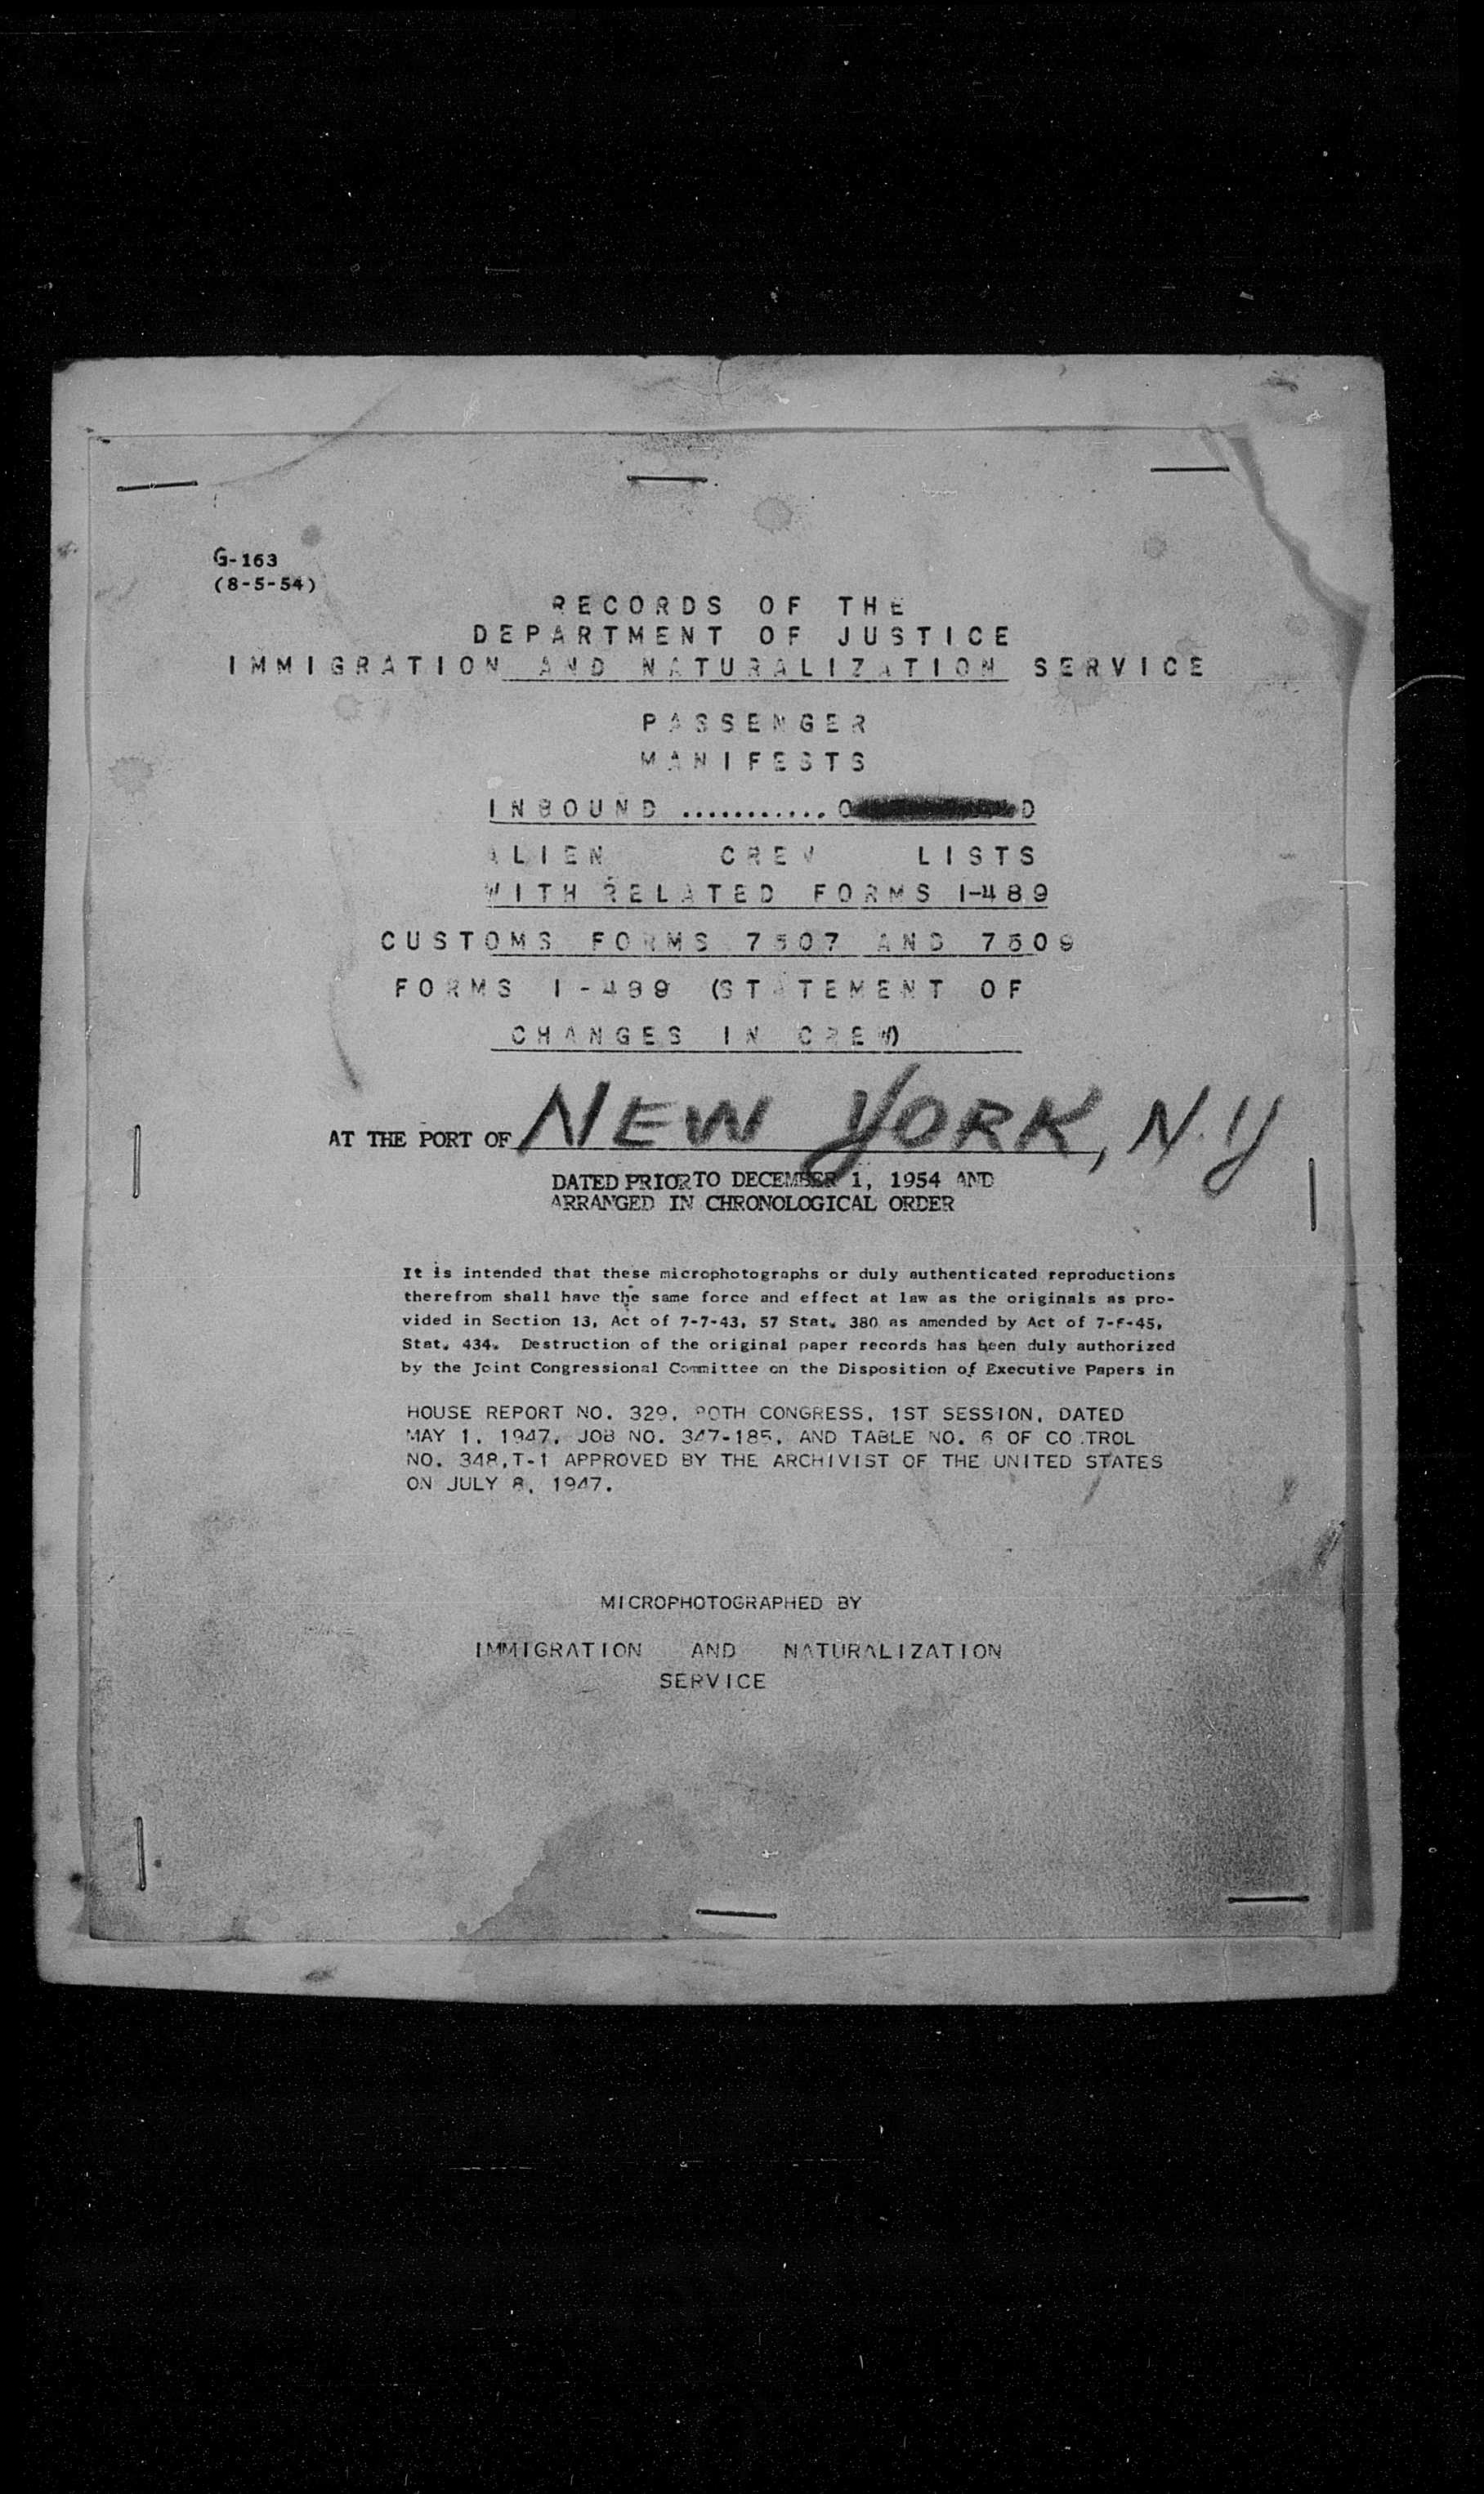 G-163
(8-5-54)
RECORDS OF THE
DEPARTMENT OF JUSTICE
IMMIGRATION AND NATURALIZATION SERVICE
PASSENGER
MANIFESTS
INBOUND ...........O D
ALIEN CREW LISTS
WITH RELATED FORMS I-489
CUSTOMS FORMS 7507 AND 7509
FORMS I-489 (STATEMENT OF
CHANGES IN CREW)
AT THE PORT OF NEW YORK, N.Y
DATED PRIOR TO DECEMBER 1, 1954 AND
ARRANGED IN CHRONOLOGICAL ORDER
It is intended that these microphotographs or duly authenticated reproductions
therefrom shall have the same force and effect at law as the originals as pro-
vided in Section 13, Act of 7-7-43, 57 Stat. 380 as amended by Act of
Stat. 434. Destruction of the original paper records has been duly authorized
by the Joint Congressional Committee on the Disposition of Executive Papers in
HOUSE REPORT NO. 329, 80TH CONGRESS, 1ST SESSION, DATED
MAY 1, 1947, JOB NO. 347-185, AND TABLE NO. 6 OF CO TROL
NO. 348,T-1 APPROVED BY THE ARCHIVIST OF THE UNITED STATES
ON JULY 8, 1947.
MICROPHOTOGRAPHED BY
IMMIGRATION AND NATURALIZATION
SERVICE